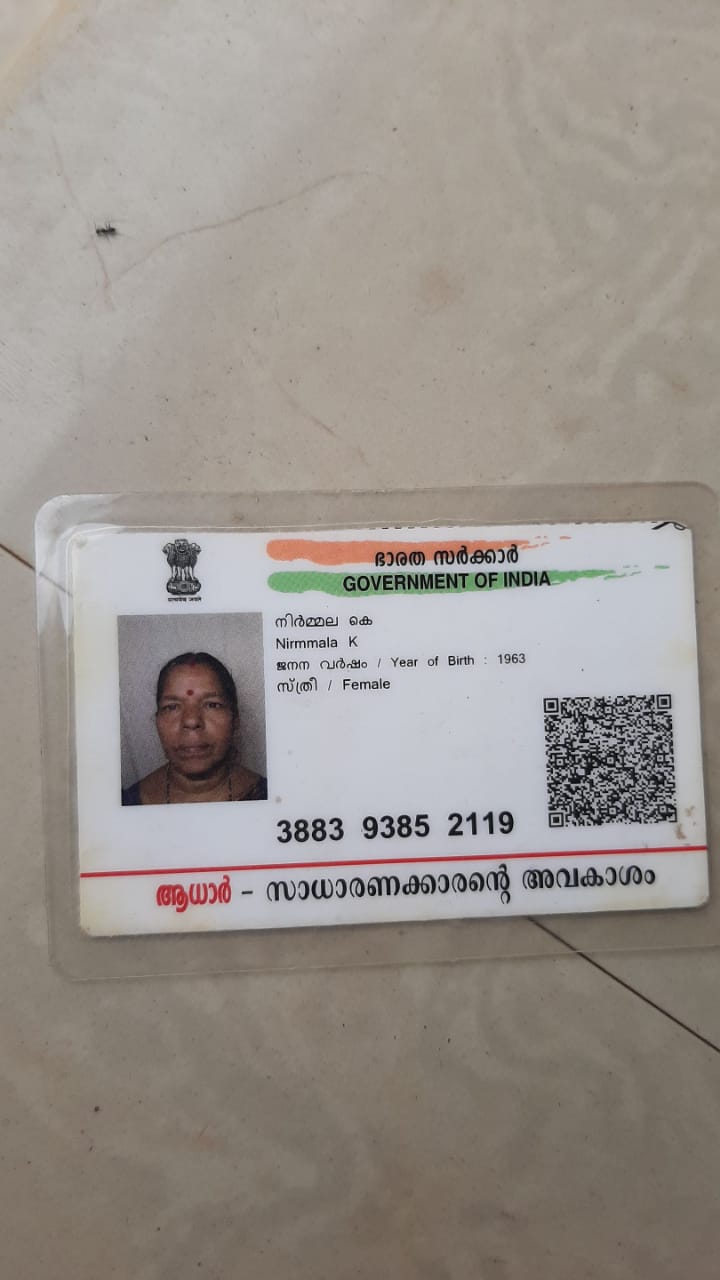 ഭാരത സർക്കാർ
GOVERNMENT OF INDIA
നിർമ്മല കെ
Nirmmala K
ജനന വർഷം / Year of Birth : 1963
സ്ത്രീ / Female
3883 9385 2119
ആധാർ – സാധാരണക്കാരന്റെ അവകാശം